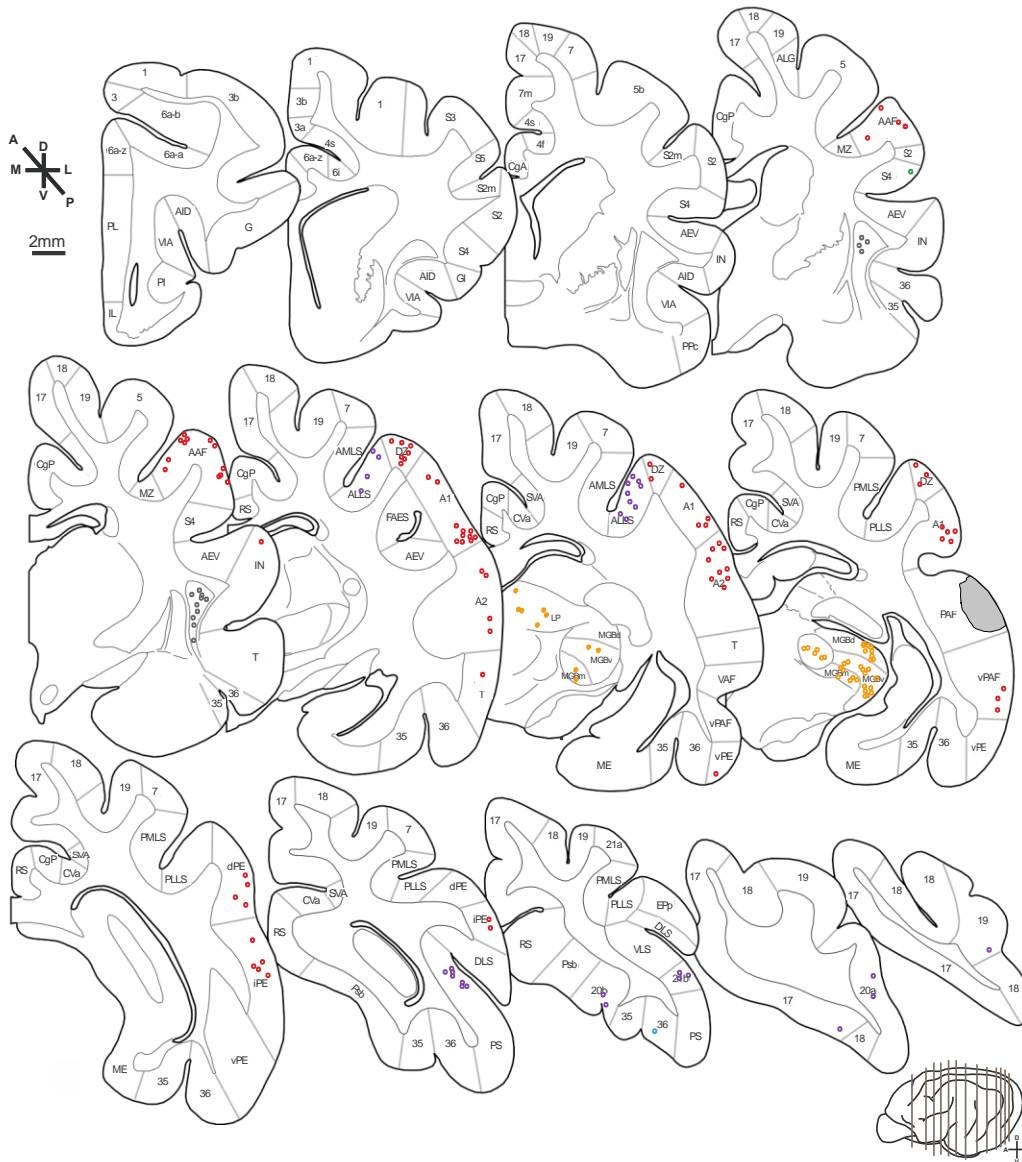 18 19 7
17
7m
4s
4f
CgA
5b
S2m
S2
S4
AEV
IN
AID
VIA
PPc
1
3
3b
6a-b
6a-z
6a-a
PL
AID
VIA
G
PI
IL
1
3b
3a
4s
6a-z
6i
1
S3
S5
S2m
S2
S4
AID
GI
VIA
18
19
17
ALG
5
CgP
AAF
MZ
S2
S4
AEV
IN
36
35
A
D
M
L
V
P
2mm
18
17
19
5
CgP
AAF
MZ
S4
AEV
IN
T
36
35
18
17
19
7
CgP
RS
AMLS
ALLS
DZ
A1
FAES
AEV
A2
T
35
36
18
17
19
7
CgP
SVA
CVa
RS
AMLS
ALLS
DZ
A1
A2
LP
MGBd
MGBv
MGBm
T
VAF
vPAF
vPE
ME
35
36
18
17
19
7
CgP
SVA
CVa
RS
PMLS
PLLS
DZ
A1
PAF
MGBd
MGBm
MGBv
vPAF
vPE
ME
35
36
17
18
19
7
PMLS
PLLS
RS
CgP
SVA
CVa
dPE
iPE
vPE
ME
35
36
17
18
19
7
SVA
CVa
RS
PMLS
PLLS
dPE
iPE
DLS
Psb
35
36
PS
17
18
19
21a
PMLS
PLLS
EPp
DLS
VLS
RS
Psb
20b
21b
35
36
PS
17
18
19
17
20a
18
17
18
18
19
17
18
D
A
V